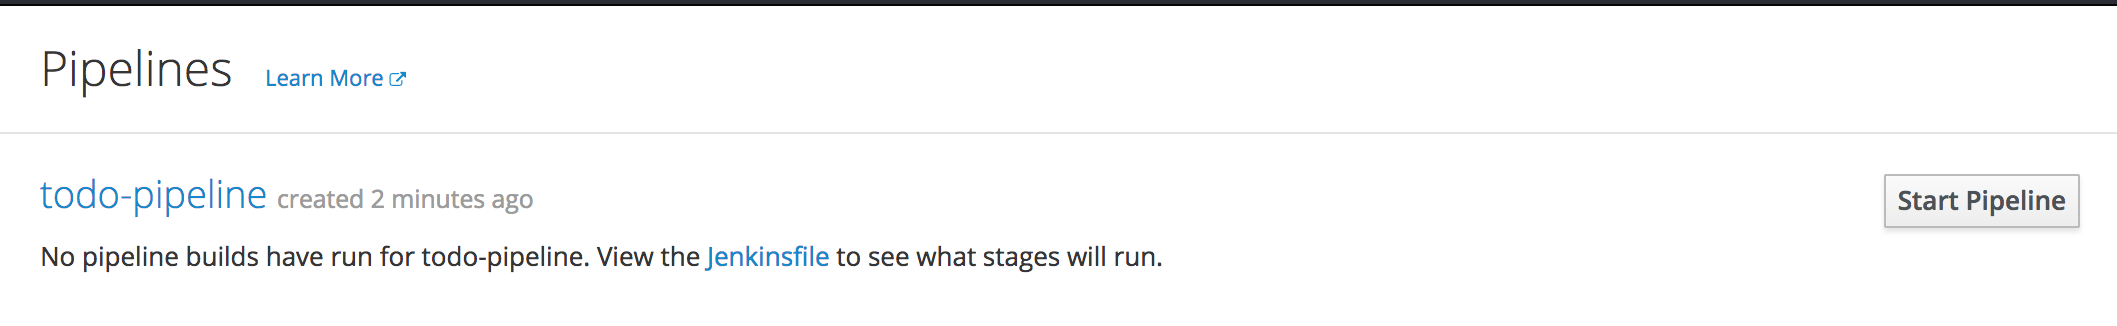 Pipelines Learn More
todo-pipeline created 2 minutes ago
Start Pipeline
No pipeline builds have run for todo-pipeline. View the Jenkinsfile to see what stages will run.